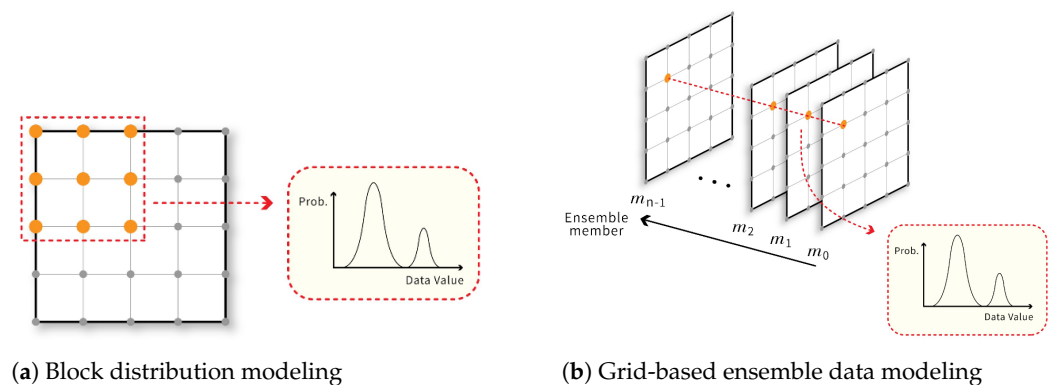 Prob.
Data Value
(a) Block distribution modeling
m_{n-1}
...
m_2
m_1
m_0
Ensemble
member
Prob.
Data Value
(b) Grid-based ensemble data modeling